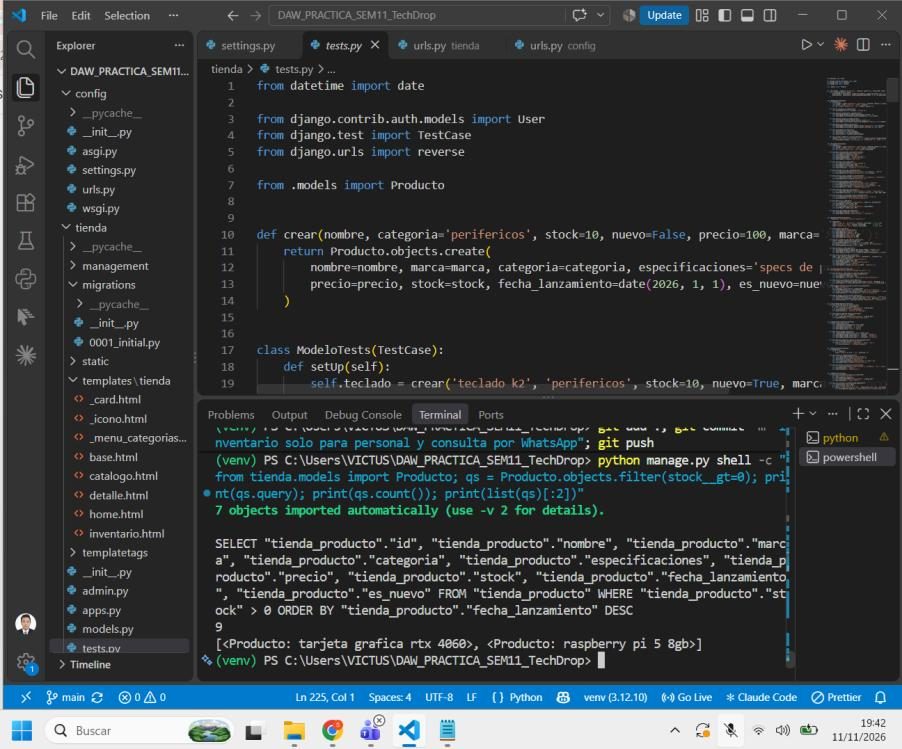 File Edit Selection ··· DAW_PRACTICA_SEM11_TechDrop Update
Explorer ···
DAW_PRACTICA_SEM11...
config
__pycache__
__init__.py
asgi.py
settings.py
urls.py
wsgi.py
tienda
__pycache__
management
migrations
__pycache__
__init__.py
0001_initial.py
static
templates\tienda
_card.html
_icono.html
_menu_categorias...
base.html
catalogo.html
detalle.html
home.html
inventario.html
templatetags
__init__.py
admin.py
apps.py
models.py
tests.py
Timeline
settings.py tests.py urls.py tienda urls.py config
tienda > tests.py > ...
1 from datetime import date
2
3 from django.contrib.auth.models import User
4 from django.test import TestCase
5 from django.urls import reverse
6
7 from .models import Producto
8
9
10 def crear(nombre, categoria='perifericos', stock=10, nuevo=False, precio=100, marca=
11 return Producto.objects.create(
12 nombre=nombre, marca=marca, categoria=categoria, especificaciones='specs de
13 precio=precio, stock=stock, fecha_lanzamiento=date(2026, 1, 1), es_nuevo=nue
14 )
15
16
17 class ModeloTests(TestCase):
18 def setUp(self):
19 self.teclado = crear('teclado k2', 'perifericos', stock=10, nuevo=True, marca
Problems Output Debug Console Terminal Ports
(venv) PS C:\Users\VICTUS\DAW_PRACTICA_SEM11_TechDrop> git add .; git commit -m "i
nventario solo para personal y consulta por WhatsApp"; git push
(venv) PS C:\Users\VICTUS\DAW_PRACTICA_SEM11_TechDrop> python manage.py shell -c "
from tienda.models import Producto; qs = Producto.objects.filter(stock__gt=0); pri
nt(qs.query); print(qs.count()); print(list(qs)[:2])"
7 objects imported automatically (use -v 2 for details).
SELECT "tienda_producto"."id", "tienda_producto"."nombre", "tienda_producto"."marc
a", "tienda_producto"."categoria", "tienda_producto"."especificaciones", "tienda_p
roducto"."precio", "tienda_producto"."stock", "tienda_producto"."fecha_lanzamiento
", "tienda_producto"."es_nuevo" FROM "tienda_producto" WHERE "tienda_producto"."st
ock" > 0 ORDER BY "tienda_producto"."fecha_lanzamiento" DESC
9
[<Producto: tarjeta grafica rtx 4060>, <Producto: raspberry pi 5 8gb>]
(venv) PS C:\Users\VICTUS\DAW_PRACTICA_SEM11_TechDrop>
python
powershell
1
main 0 0 Ln 225, Col 1 Spaces: 4 UTF-8 LF { } Python venv (3.12.10) Go Live Claude Code Prettier
Buscar
19:42
11/11/2026